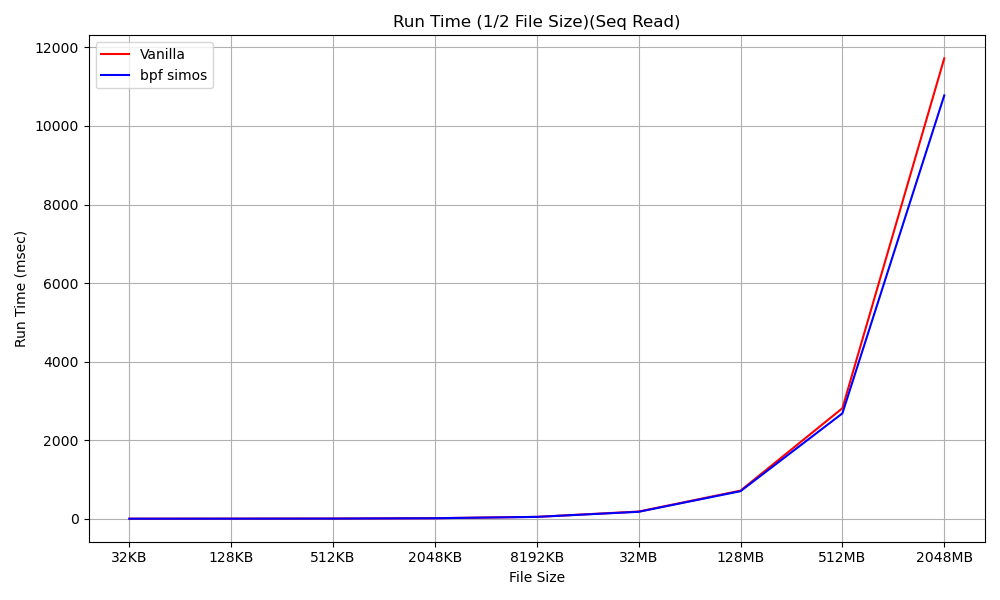 Run Time (1/2 File Size)(Seq Read)
Vanilla
bpf simos
12000
10000
8000
6000
4000
2000
0
Run Time (msec)
32KB 128KB 512KB 2048KB 8192KB 32MB 128MB 512MB 2048MB
File Size